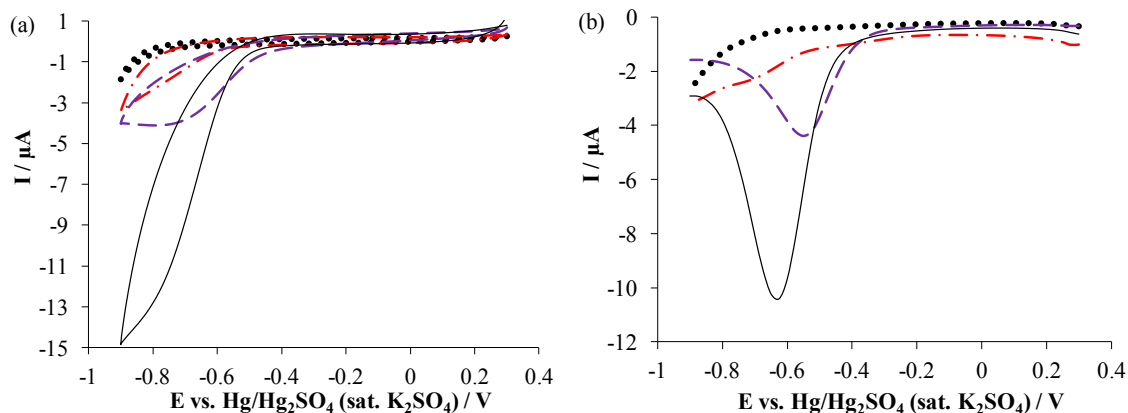 (a)
1
-1
-3
-5
-7
-9
-11
-13
-15
I / µA
-1 -0.8 -0.6 -0.4 -0.2 0 0.2 0.4
E vs. Hg/Hg₂SO₄ (sat. K₂SO₄) / V
(b)
0
-2
-4
-6
-8
-10
-12
I / µA
-1 -0.8 -0.6 -0.4 -0.2 0 0.2 0.4
E vs. Hg/Hg₂SO₄ (sat. K₂SO₄) / V